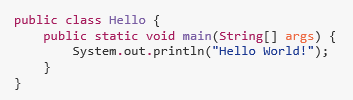 public class Hello {
    public static void main(String[] args) {
        System.out.println("Hello World!");
    }
}